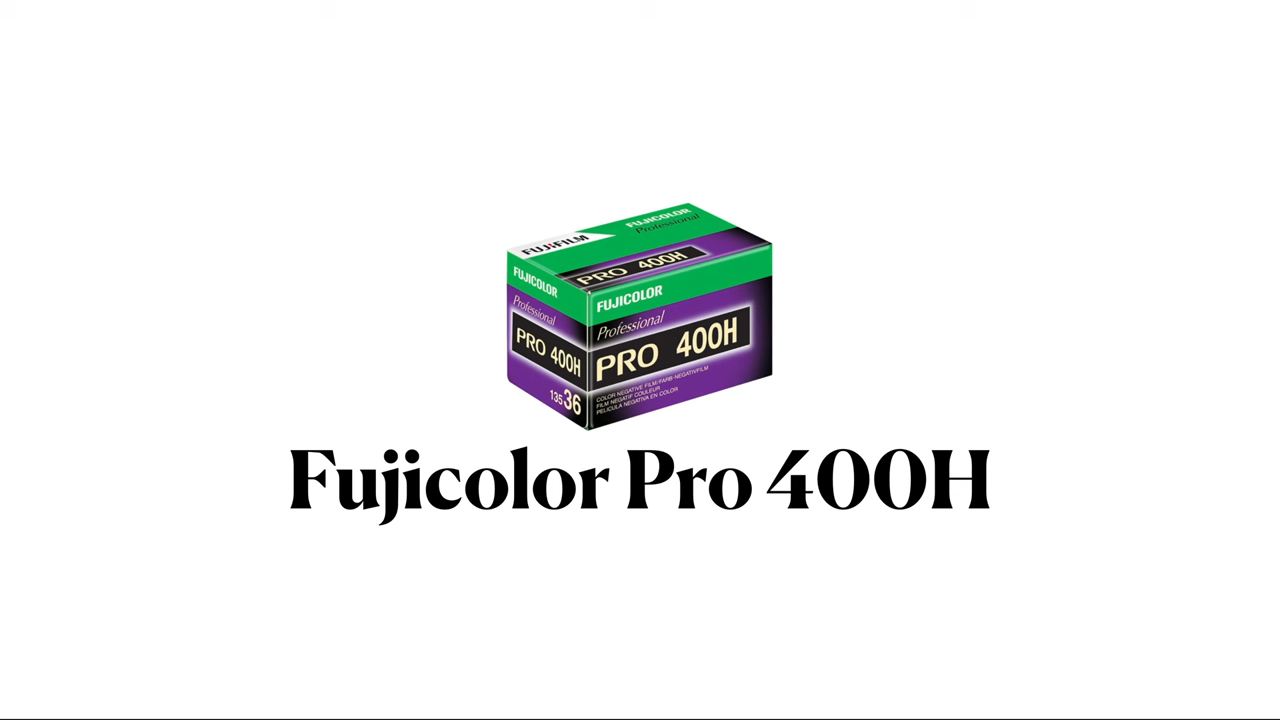 FUJIFILM
FUJICOLOR
Professional
PRO 400H
FUJICOLOR
Professional
PRO 400H
135 36
FUJICOLOR
Professional
PRO 400H
COLOR NEGATIVE FILM/FARB-NEGATIVFILM
FILM NEGATIF COULEUR
PELICULA NEGATIVA EN COLOR
Fujicolor Pro 400H